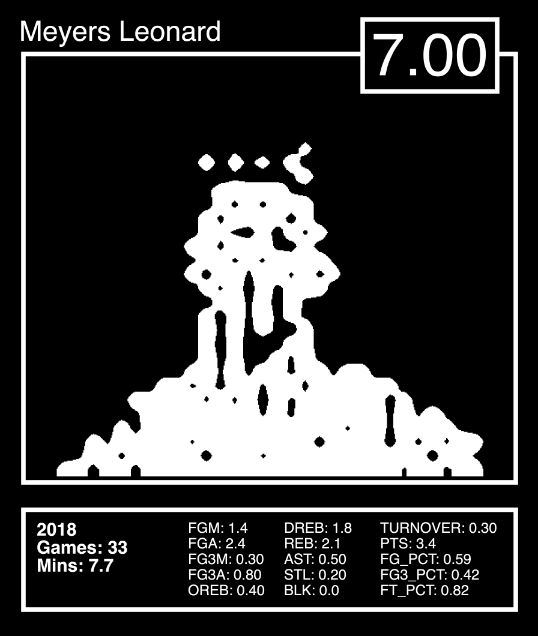 Meyers Leonard
7.00
2018
Games: 33
Mins: 7.7
FGM: 1.4
FGA: 2.4
FG3M: 0.30
FG3A: 0.80
OREB: 0.40
DREB: 1.8
REB: 2.1
AST: 0.50
STL: 0.20
BLK: 0.0
TURNOVER: 0.30
PTS: 3.4
FG_PCT: 0.59
FG3_PCT: 0.42
FT_PCT: 0.82